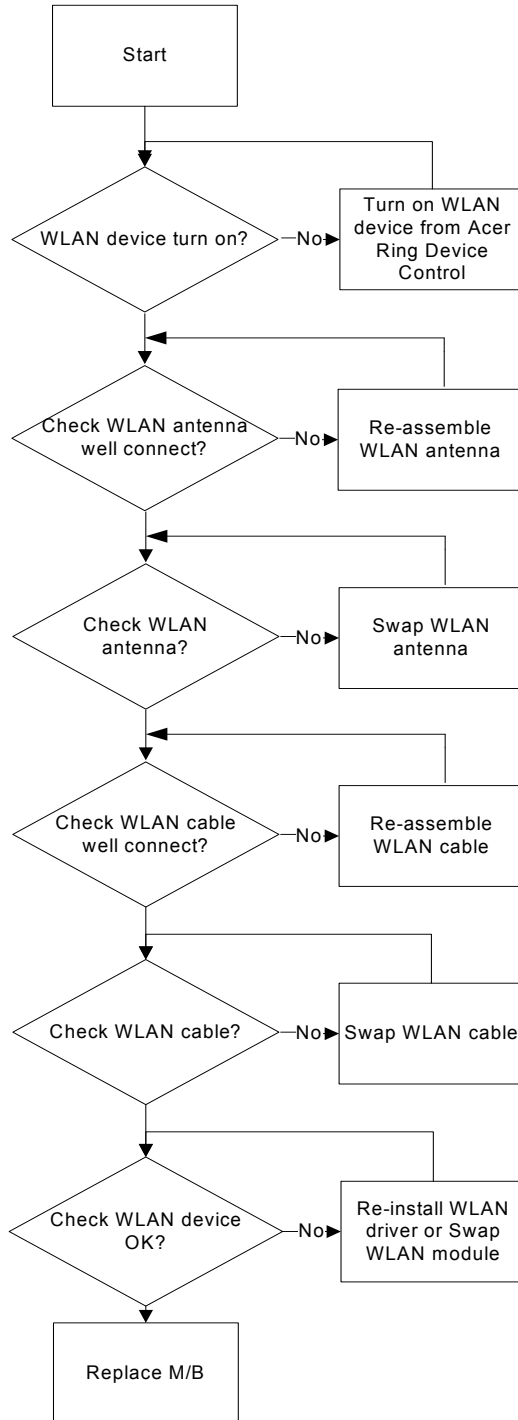 Start
WLAN device turn on?
No
Turn on WLAN
device from Acer
Ring Device
Control
Check WLAN antenna
well connect?
No
Re-assemble
WLAN antenna
Check WLAN
antenna?
No
Swap WLAN
antenna
Check WLAN cable
well connect?
No
Re-assemble
WLAN cable
Check WLAN cable?
No
Swap WLAN cable
Check WLAN device
OK?
No
Re-install WLAN
driver or Swap
WLAN module
Replace M/B